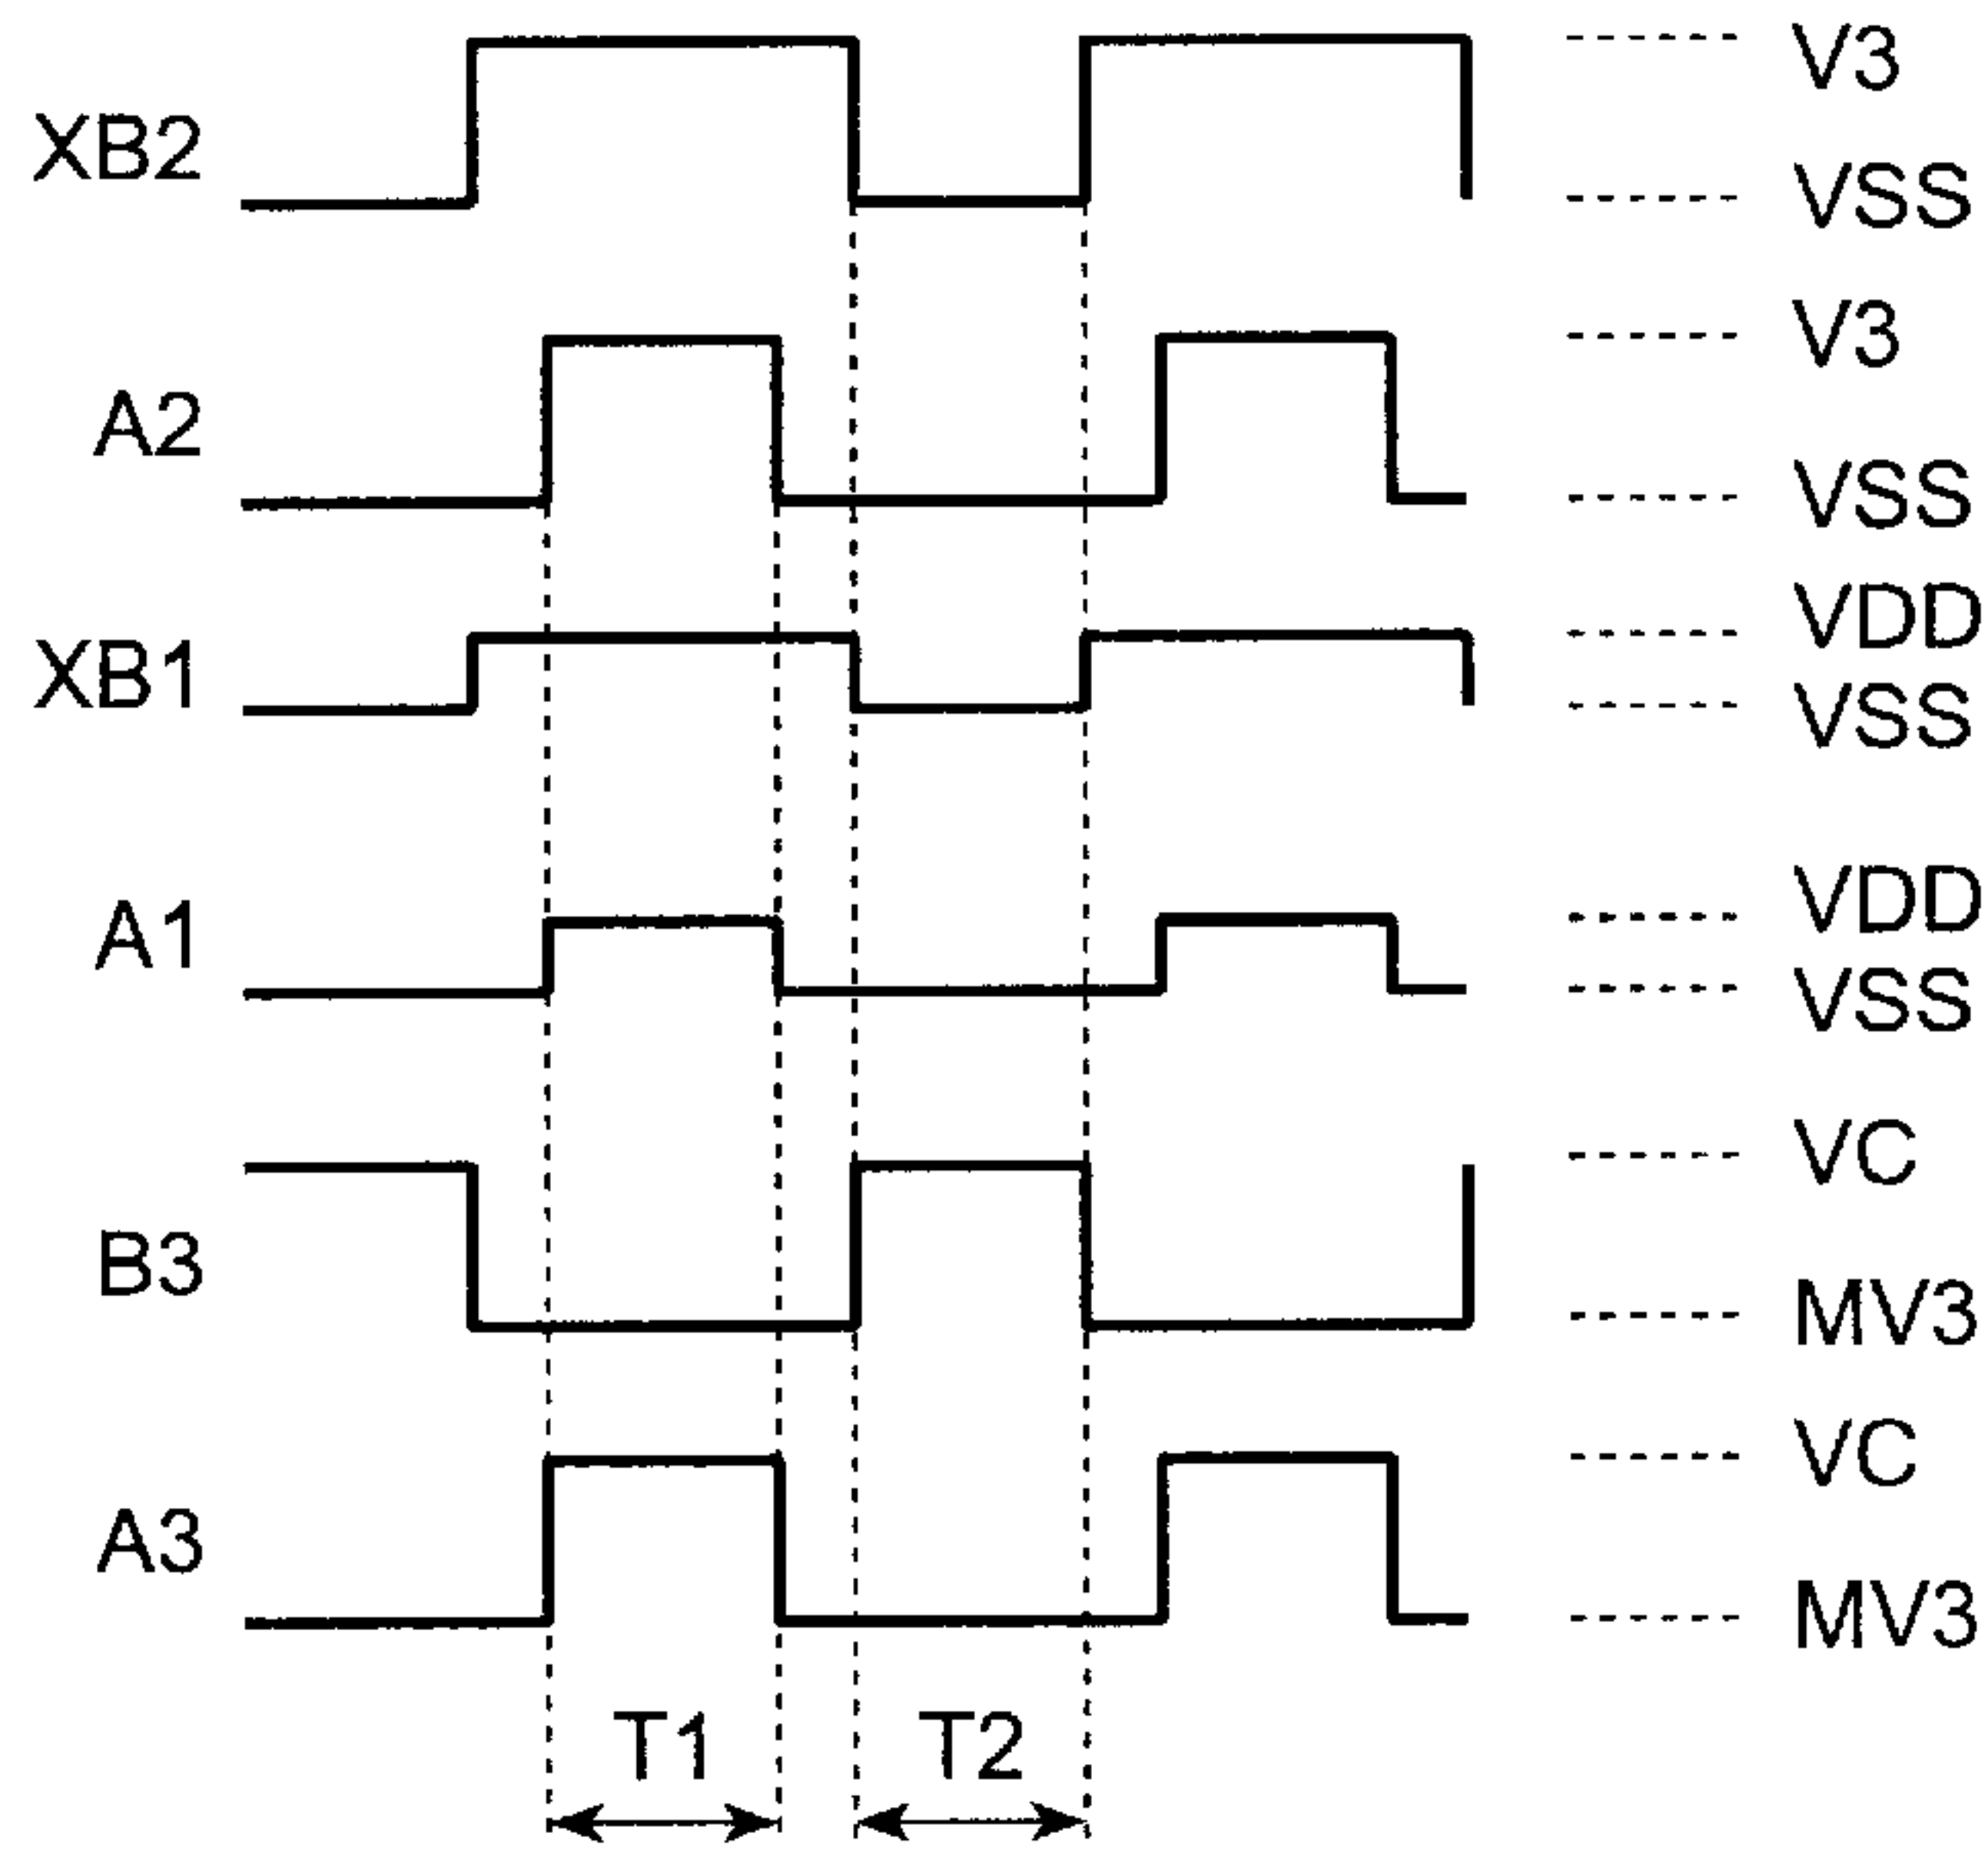 V3
XB2
VSS
V3
A2
VSS
VDD
XB1
VSS
VDD
A1
VSS
VC
B3
MV3
VC
A3
MV3
T1 T2